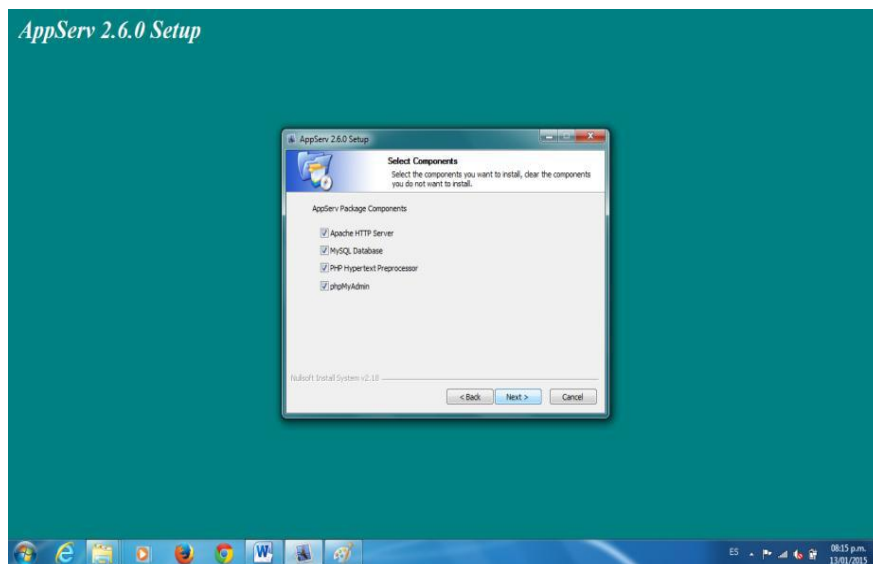 AppServ 2.6.0 Setup
AppServ 2.6.0 Setup
Select Components
Select the components you want to install, clear the components
you do not want to install.
AppServ Package Components
Apache HTTP Server
MySQL Database
PHP Hypertext Preprocessor
phpMyAdmin
Nullsoft Install System v2.18
< Back
Next >
Cancel
ES
08:15 p.m.
13/01/2015